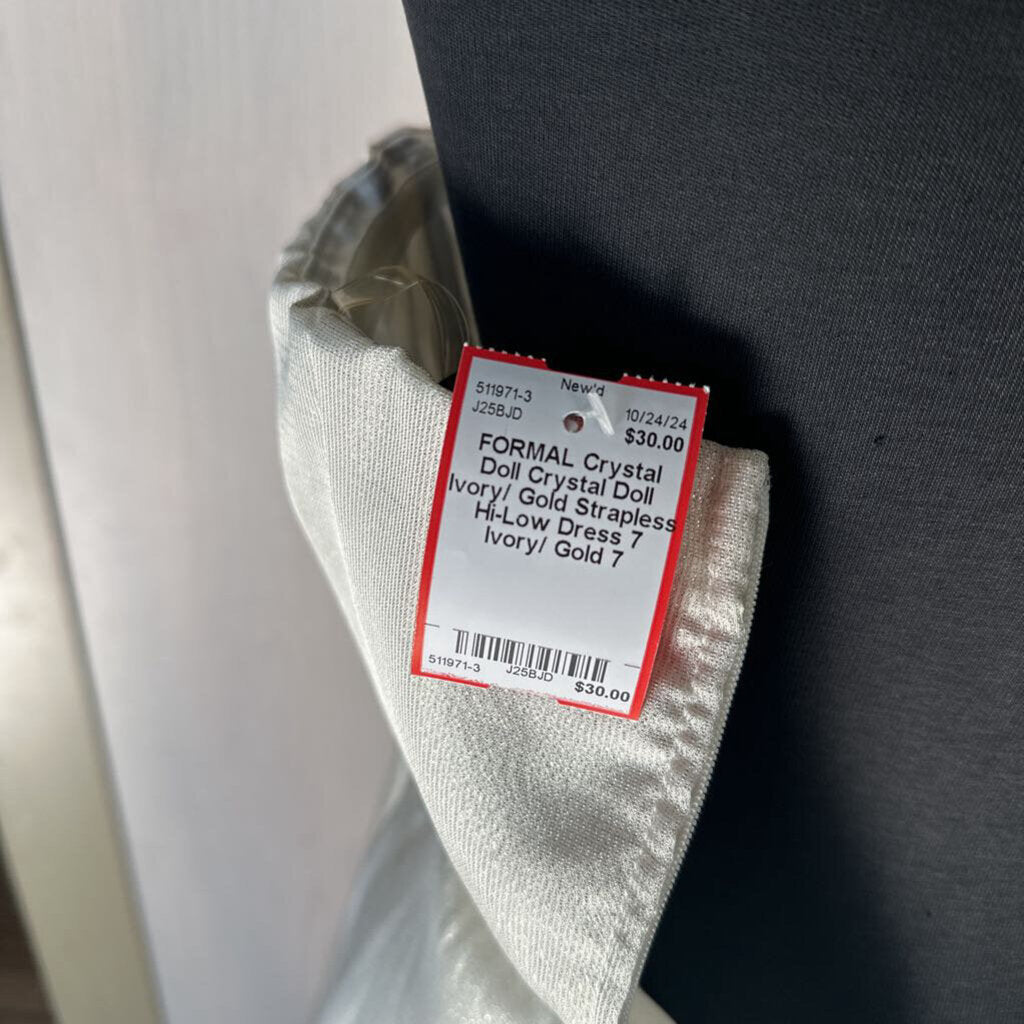 New'd
511971-3
10/24/24
J25BJD
$30.00
FORMAL Crystal
Doll Crystal Doll
Ivory/ Gold Strapless
Hi-Low Dress 7
Ivory/ Gold 7
511971-3 J25BJD $30.00